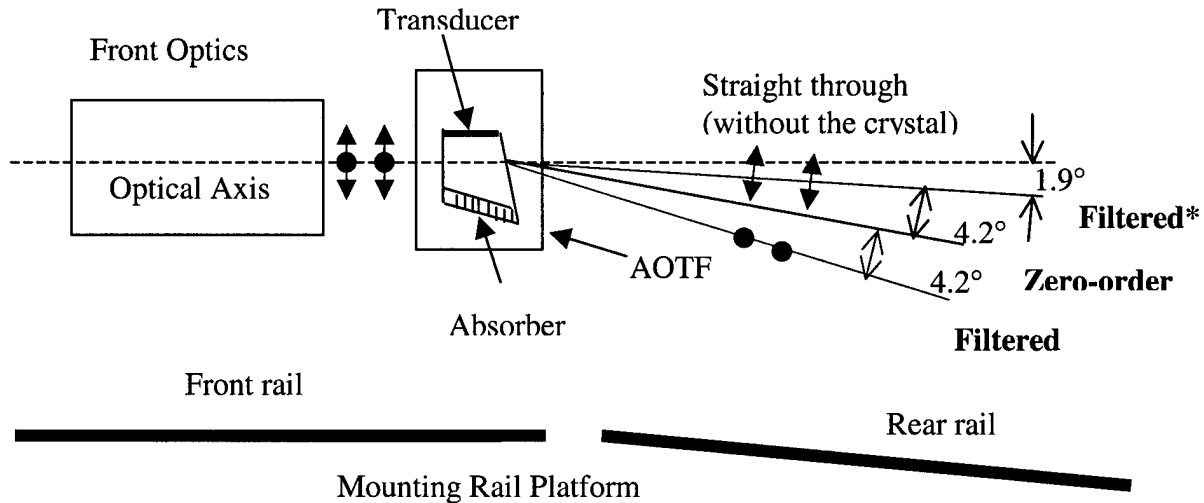 Transducer
Front Optics
Straight through
(without the crystal)
Optical Axis
1.9°
Filtered*
4.2°
AOTF
4.2°
Zero-order
Absorber
Filtered
Front rail
Rear rail
Mounting Rail Platform